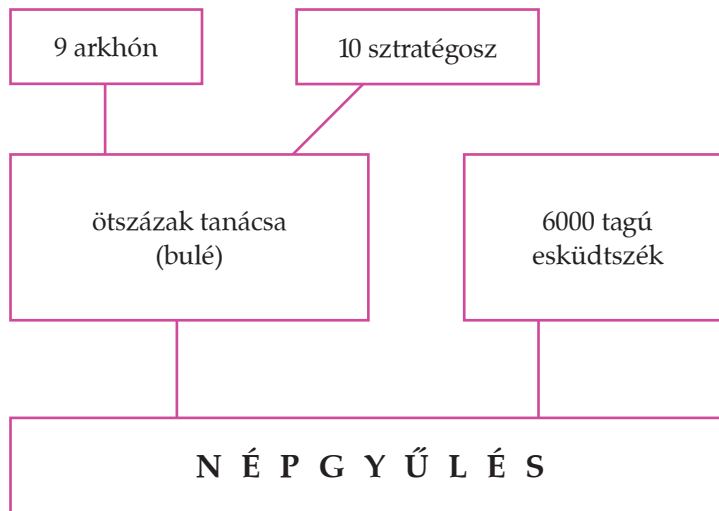 9 arkhón
10 sztratégosz
ötszázak tanácsa
(bulé)
6000 tagú
esküdtszék
N É P G Y Ű L É S